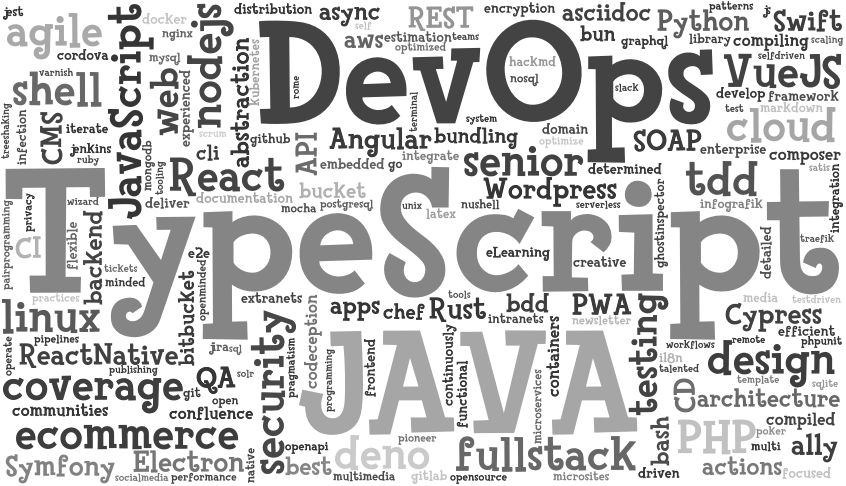 jest
agile
cordova
docker
nginx
mysql
varnish
shell
JavaScript
web
experienced
nodejs
distribution
async
self
aws
estimation
optimized
teams
REST
encryption
asciidoc
bun
graphql
Python
patterns
library
js
Swift
compiling
scaling
selfdriven
VueJS
develop
framework
test
markdown
cloud
enterprise
composer
satis
kubernetes
abstraction
rome
DevOps
hackmd
nosql
slack
terminal
system
treeshaking
infection
CMS
iterate
jenkins
ruby
scrum
mongodb
tooling
cli
github
API
Angular
bundling
domain
optimize
SOAP
embedded
go
integrate
senior
determined
React
bucket
Wordpress
tdd
infografik
integration
privacy
wizard
deliver
documentation
mocha
postgresql
unix
latex
nushell
serverless
ghostinspector
TypeScript
pairprogramming
CI
flexible
backend
e2e
openminded
tickets
minded
eLearning
creative
detailed
traefik
practices
bitbucket
extranets
apps
chef
tools
Rust
bdd
intranets
PWA
newsletter
media
testdriven
linux
pipelines
operate
ReactNative
publishing
jira
sql
security
pragmatism
codeception
programming
frontend
JAVA
continuously
functional
containers
microservices
testing
Cypress
efficient
phpunit
remote
workflows
i18n
talented
design
template
sqlite
coverage
git
QA
solr
open
communities
confluence
CD
architecture
ecommerce
compiled
PHP
poker
multi
ally
bash
Symfony
Electron
socialmedia
performance
native
openapi
best
multimedia
deno
pioneer
gitlab
fullstacks
opensource
microsites
driven
actions
focused